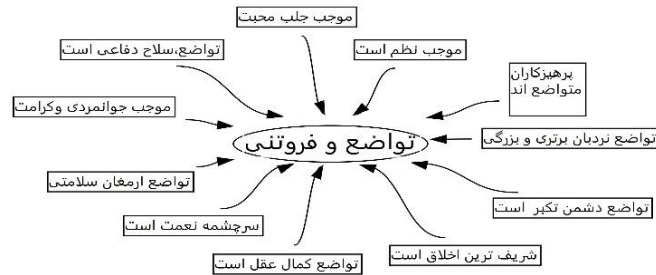 موجب جلب محبت
موجب نظم است
تواضع،سلاح دفاعی است
پرهیزکاران
متواضع اند
موجب جوانمردی وکرامت
تواضع و فروتنی
تواضع نردبان برتری و بزرگی
تواضع ارمغان سلامتی
تواضع دشمن تکبر است
سرچشمه نعمت است
شریف ترین اخلاق است
تواضع کمال عقل است